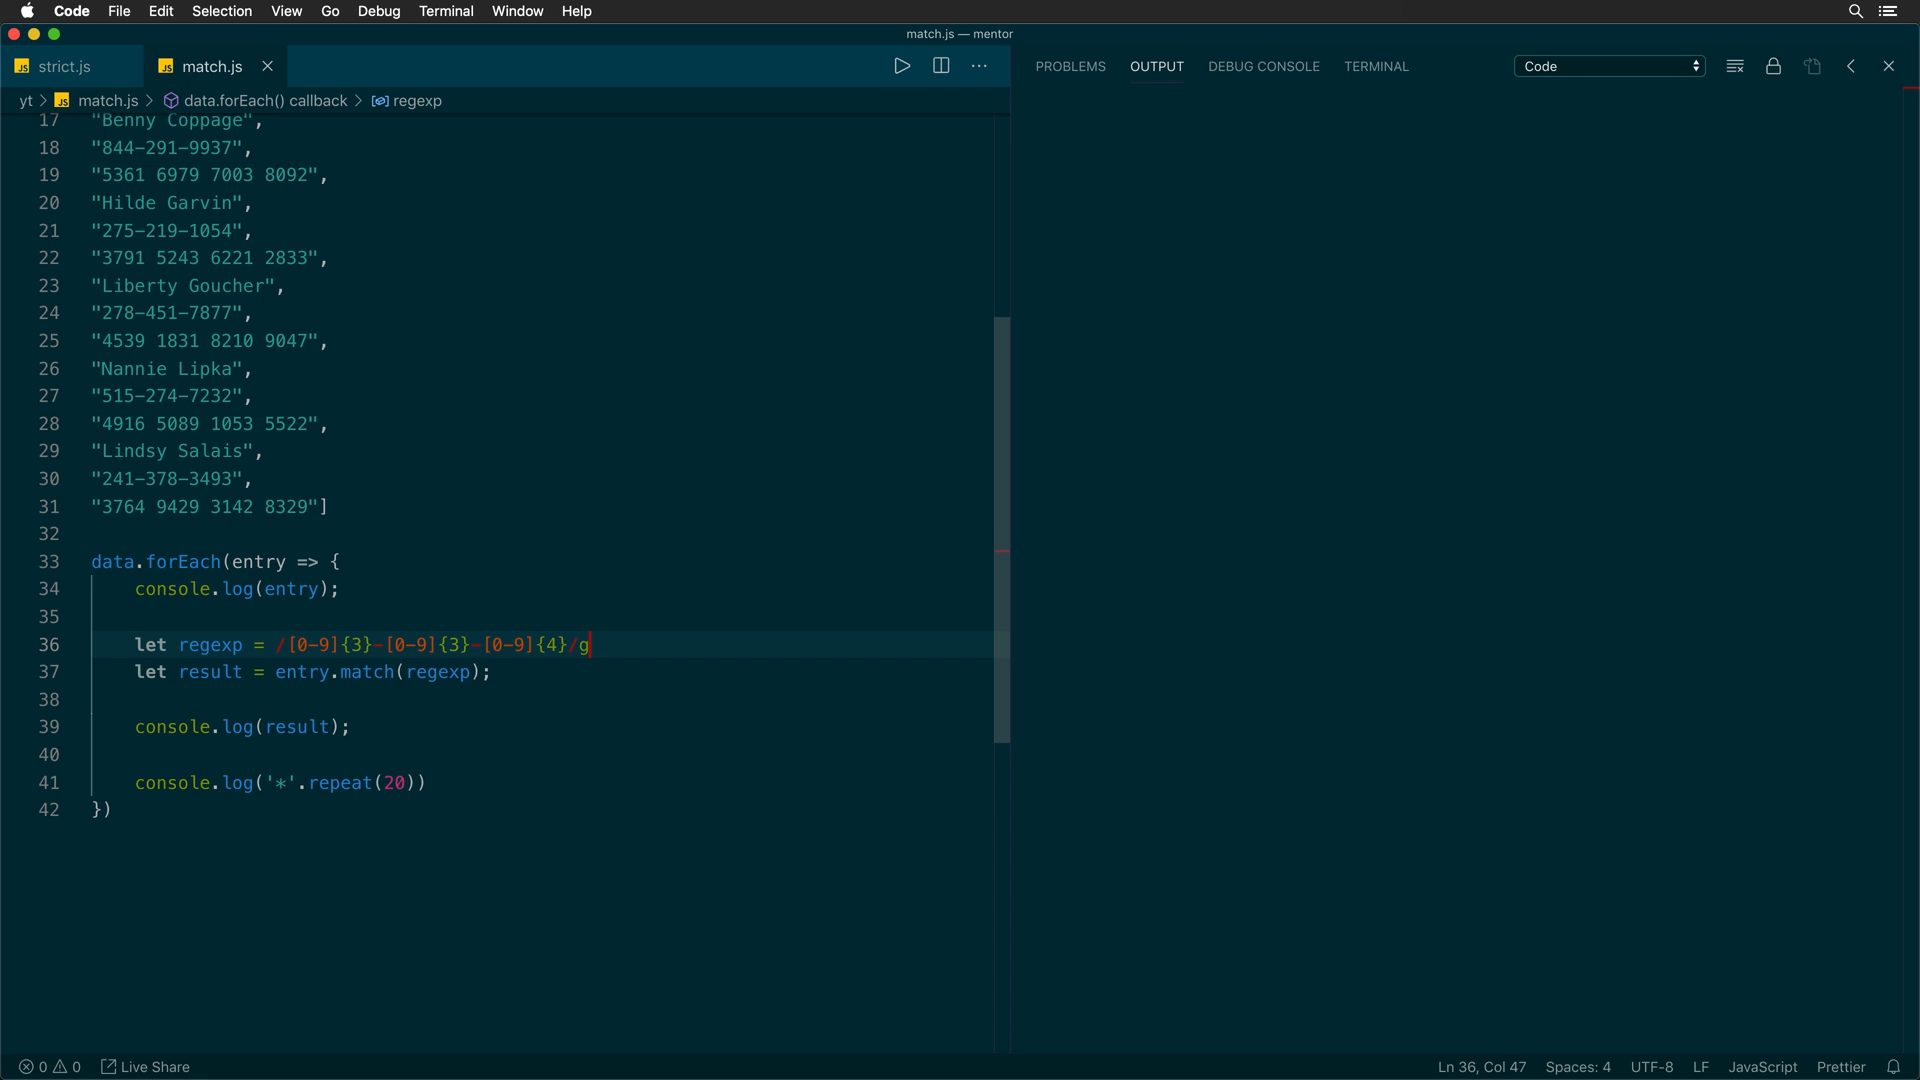 Code File Edit Selection View Go Debug Terminal Window Help
match.js — mentor
JS strict.js JS match.js
PROBLEMS OUTPUT DEBUG CONSOLE TERMINAL Code
yt > JS match.js > data.forEach() callback > regexp
17 "Benny Coppage",
18 "844-291-9937",
19 "5361 6979 7003 8092",
20 "Hilde Garvin",
21 "275-219-1054",
22 "3791 5243 6221 2833",
23 "Liberty Goucher",
24 "278-451-7877",
25 "4539 1831 8210 9047",
26 "Nannie Lipka",
27 "515-274-7232",
28 "4916 5089 1053 5522",
29 "Lindsy Salais",
30 "241-378-3493",
31 "3764 9429 3142 8329"]
32
33 data.forEach(entry => {
34 console.log(entry);
35
36 let regexp = /[0-9]{3}-[0-9]{3}-[0-9]{4}/g
37 let result = entry.match(regexp);
38
39 console.log(result);
40
41 console.log('*'.repeat(20))
42 })
0 0 Live Share Ln 36, Col 47 Spaces: 4 UTF-8 LF JavaScript Prettier